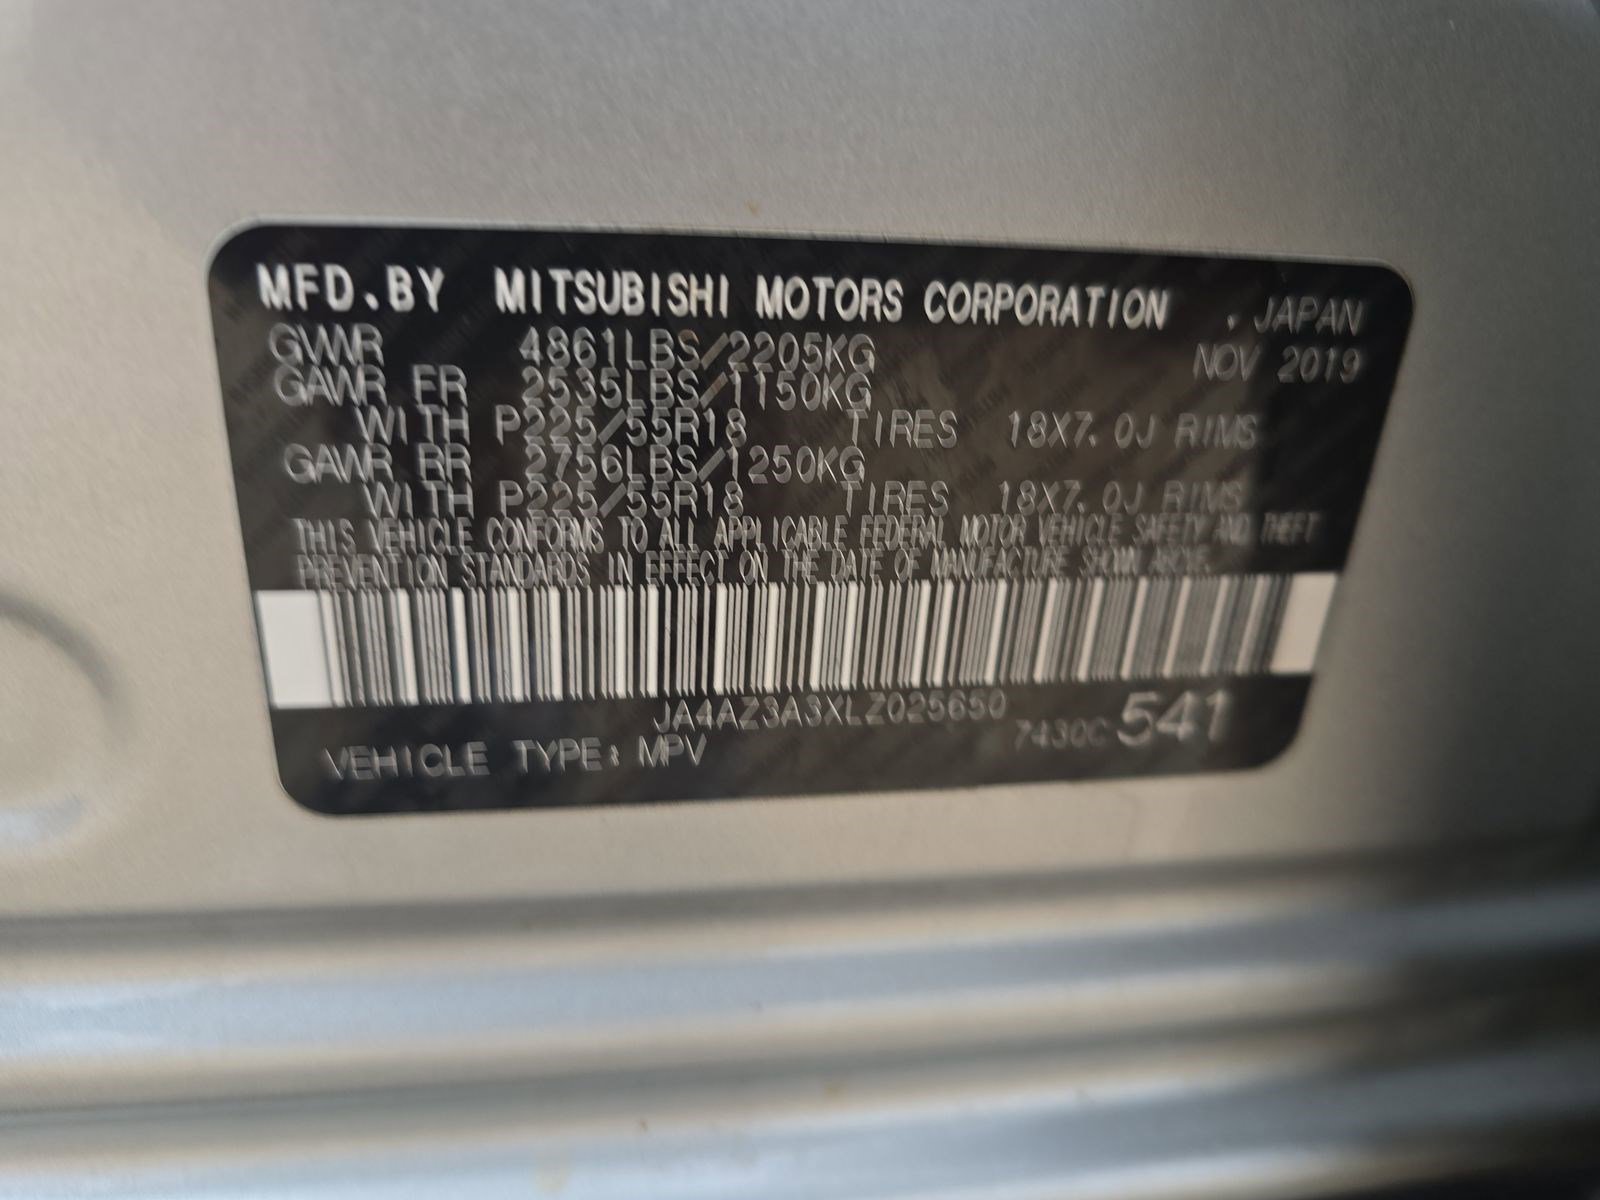 MFD.BY MITSUBISHI MOTORS CORPORATION , JAPAN
GVWR 4861LBS/2205KG NOV 2019
GAWR FR 2535LBS/1150KG
WITH P225/55R18 TIRES 18X7.0J RIMS
GAWR RR 2756LBS/1250KG
WITH P225/55R18 TIRES 18X7.0J RIMS
THIS VEHICLE CONFORMS TO ALL APPLICABLE FEDERAL MOTOR VEHICLE SAFETY AND THEFT
PREVENTION STANDARDS IN EFFECT ON THE DATE OF MANUFACTURE SHOWN ABOVE.
JA4AZ3A3XLZ025650
VEHICLE TYPE: MPV 7430C 541